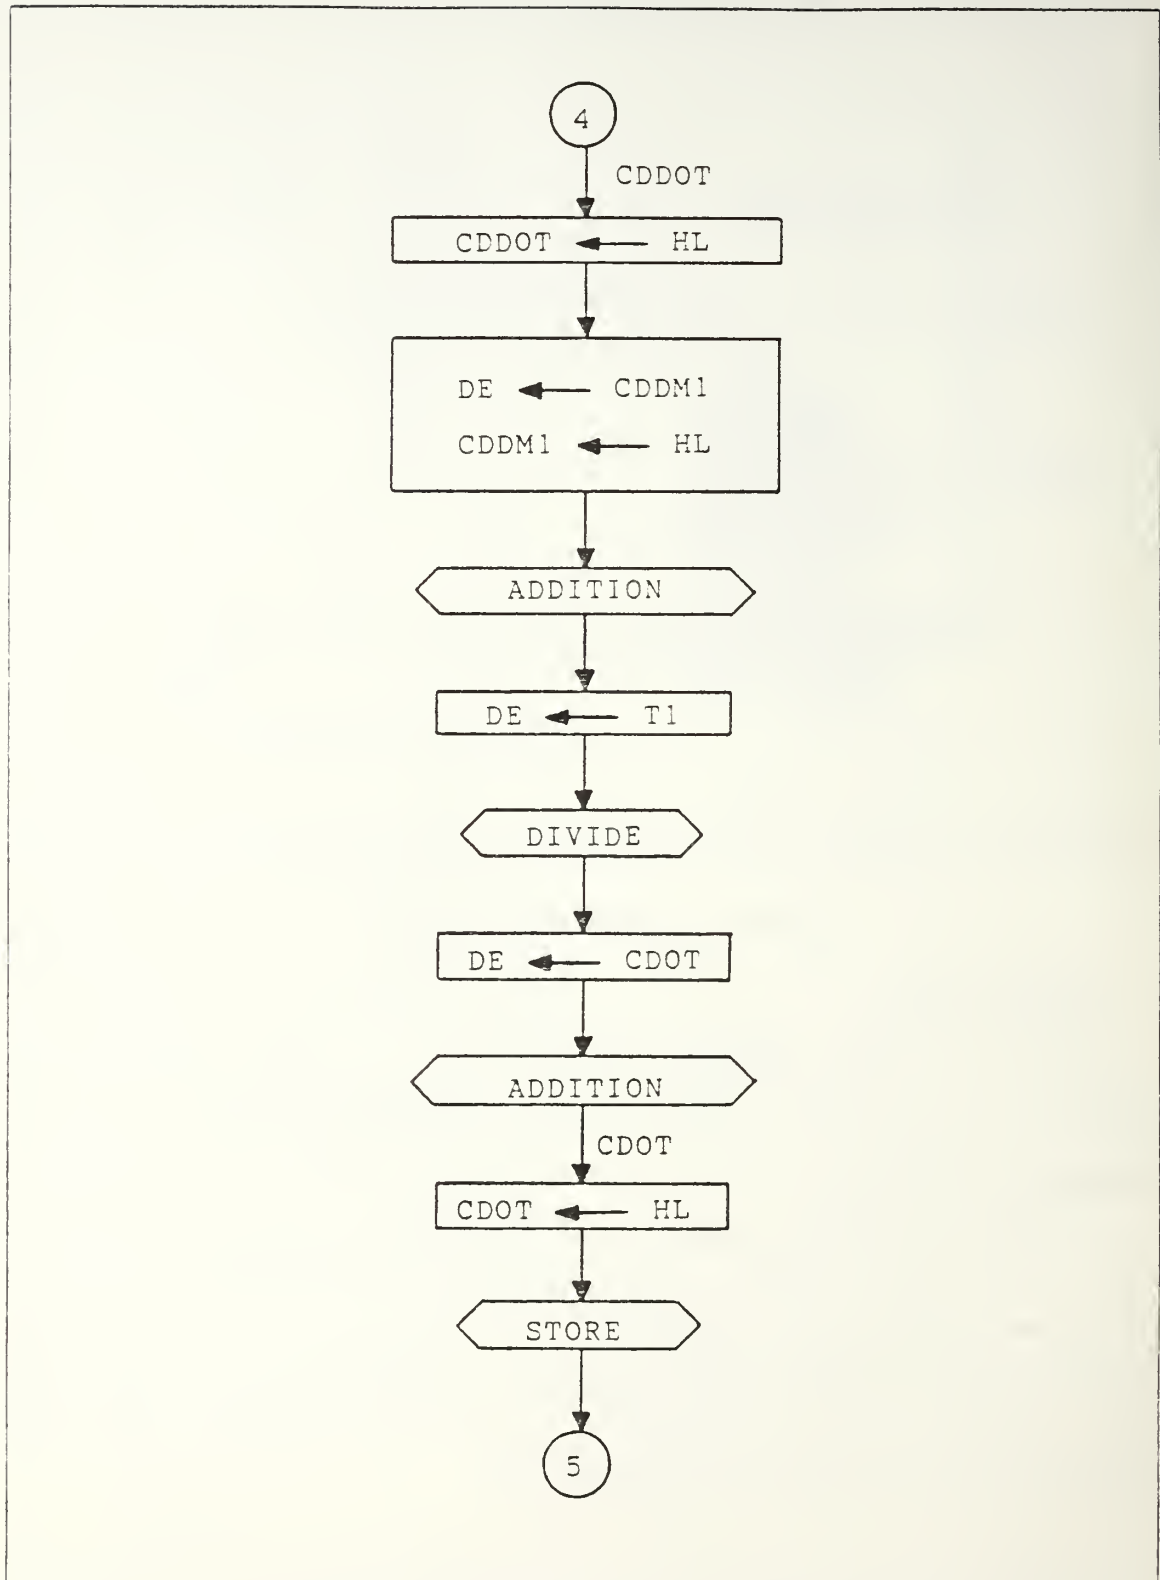 4
CDDOT
CDDOT ← HL
DE ← CDDM1
CDDM1 ← HL
ADDITION
DE ← T1
DIVIDE
DE ← CDOT
ADDITION
CDOT
CDOT ← HL
STORE
5